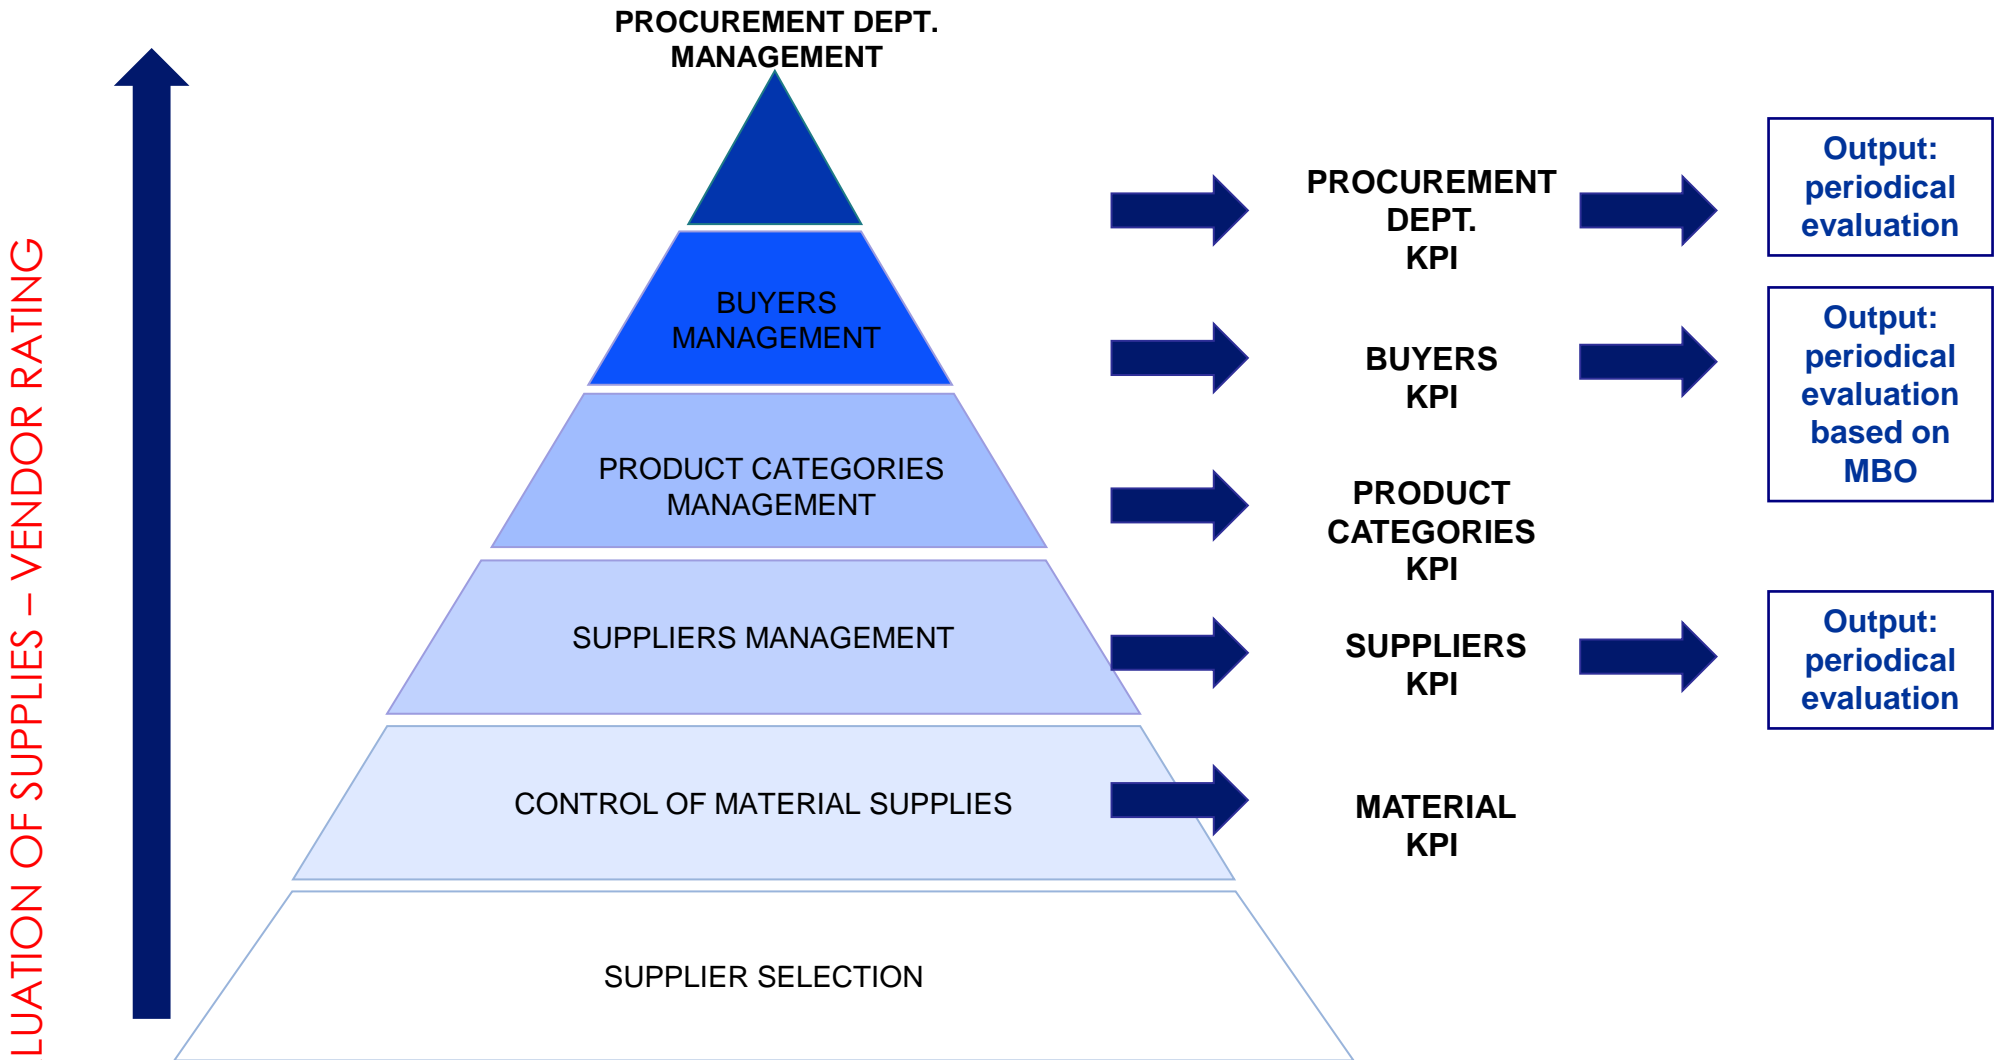 PROCUREMENT DEPT.
MANAGEMENT
BUYERS
MANAGEMENT
PRODUCT CATEGORIES
MANAGEMENT
SUPPLIERS MANAGEMENT
CONTROL OF MATERIAL SUPPLIES
SUPPLIER SELECTION
PROCUREMENT
DEPT.
KPI
BUYERS
KPI
PRODUCT
CATEGORIES
KPI
SUPPLIERS
KPI
MATERIAL
KPI
Output:
periodical
evaluation
Output:
periodical
evaluation
based on
MBO
Output:
periodical
evaluation
LUATION OF SUPPLIES – VENDOR RATING